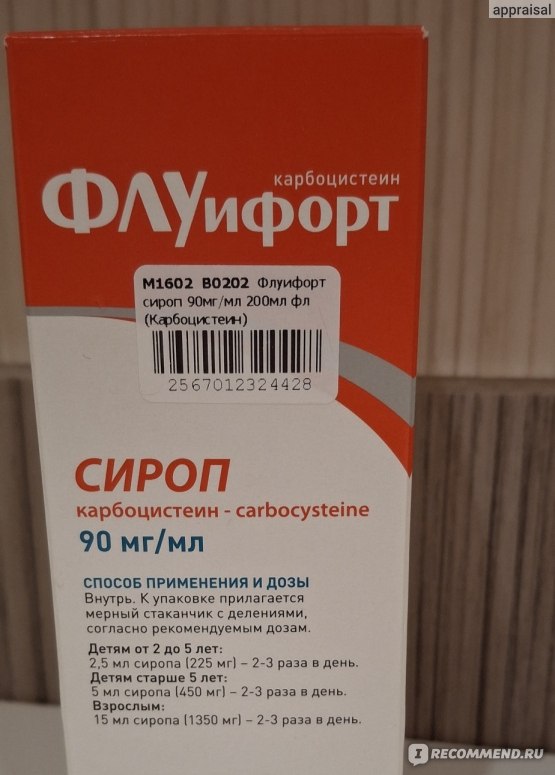 appraisal
карбоцистеин
ФЛУифорт
M1602 B0202 Флуифорт
сироп 90мг/мл 200мл фл
(Карбоцистеин)
2567012324428
СИРОП
карбоцистеин - carbocysteine
90 мг/мл
СПОСОБ ПРИМЕНЕНИЯ И ДОЗЫ
Внутрь. К упаковке прилагается
мерный стаканчик с делениями,
согласно рекомендуемым дозам.
Детям от 2 до 5 лет:
2,5 мл сиропа (225 мг) – 2-3 раза в день.
Детям старше 5 лет:
5 мл сиропа (450 мг) – 2-3 раза в день.
Взрослым:
15 мл сиропа (1350 мг) – 2-3 раза в день.
I RECOMMEND.RU